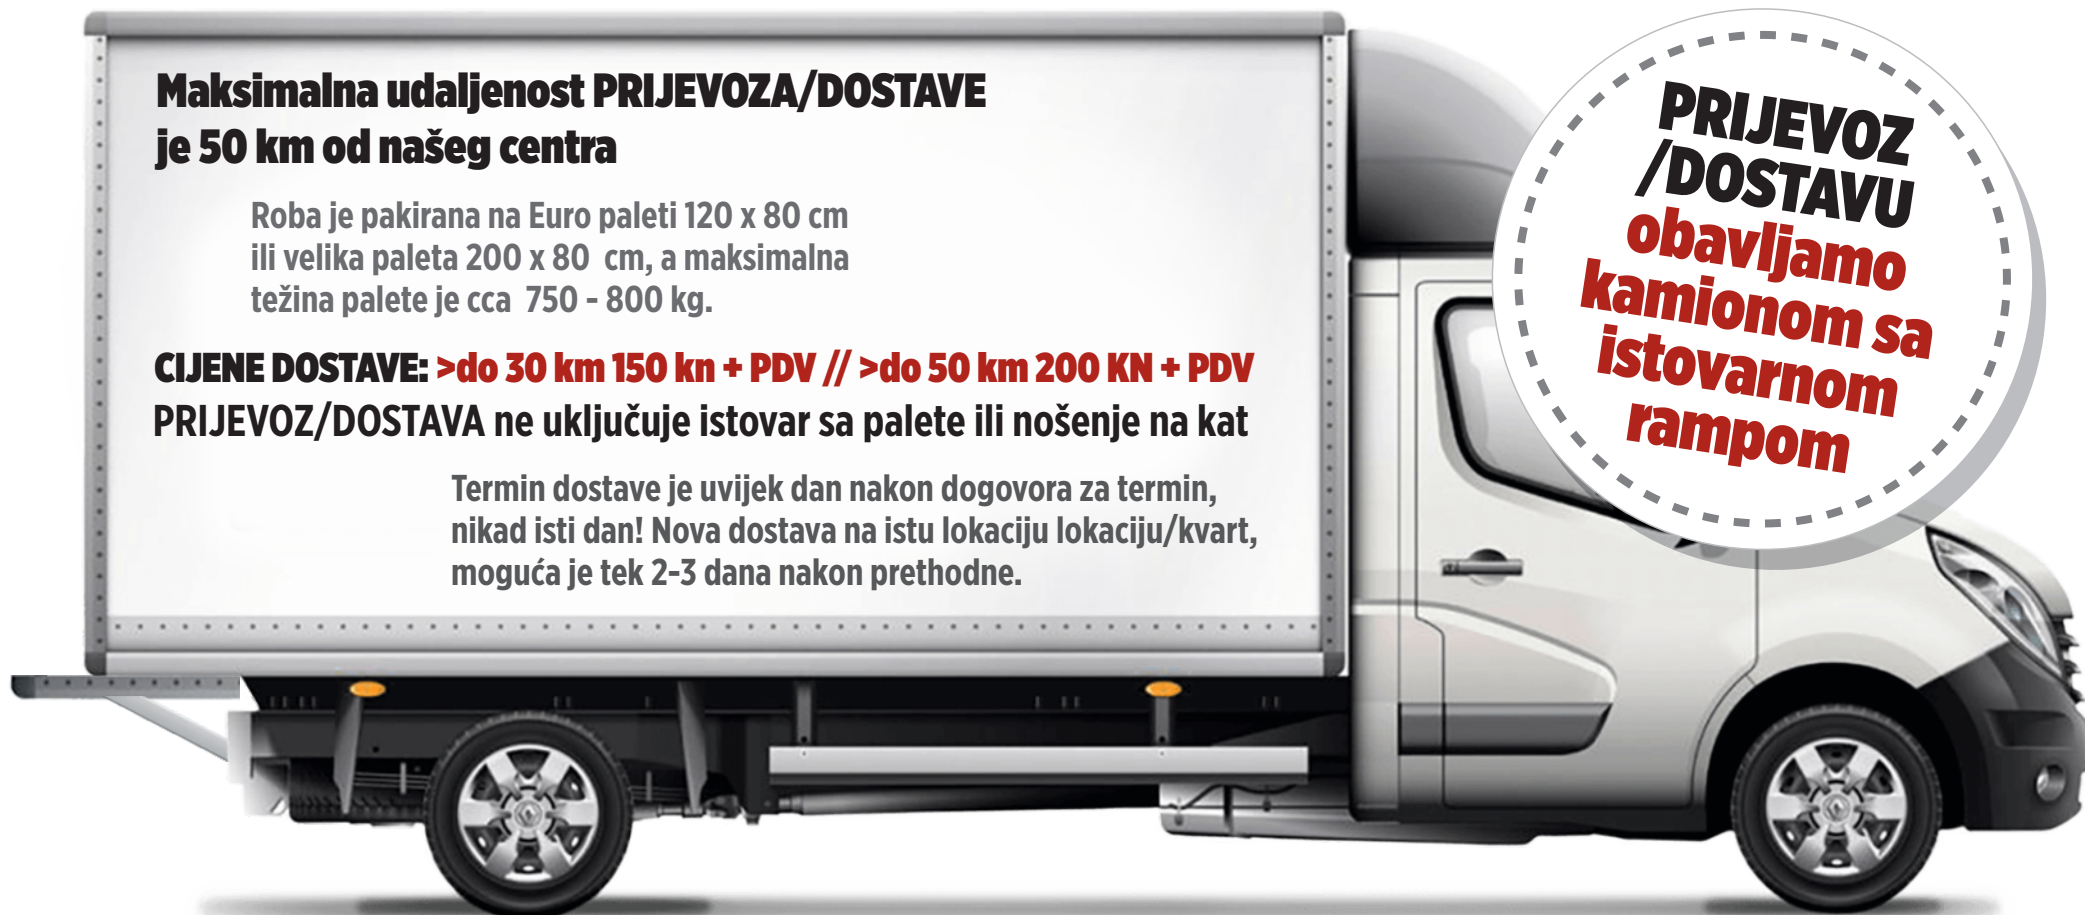 Maksimalna udaljenost PRIJEVOZA/DOSTAVE
je 50 km od našeg centra
Roba je pakirana na Euro paleti 120 x 80 cm
ili velika paleta 200 x 80 cm, a maksimalna
težina palete je cca 750 - 800 kg.
CIJENE DOSTAVE: >do 30 km 150 kn + PDV // >do 50 km 200 KN + PDV
PRIJEVOZ/DOSTAVA ne uključuje istovar sa palete ili nošenje na kat
Termin dostave je uvijek dan nakon dogovora za termin,
nikad isti dan! Nova dostava na istu lokaciju lokaciju/kvart,
moguća je tek 2-3 dana nakon prethodne.
PRIJEVOZ
/DOSTAVU
obavljamo
kamionom sa
istovarnom
rampom